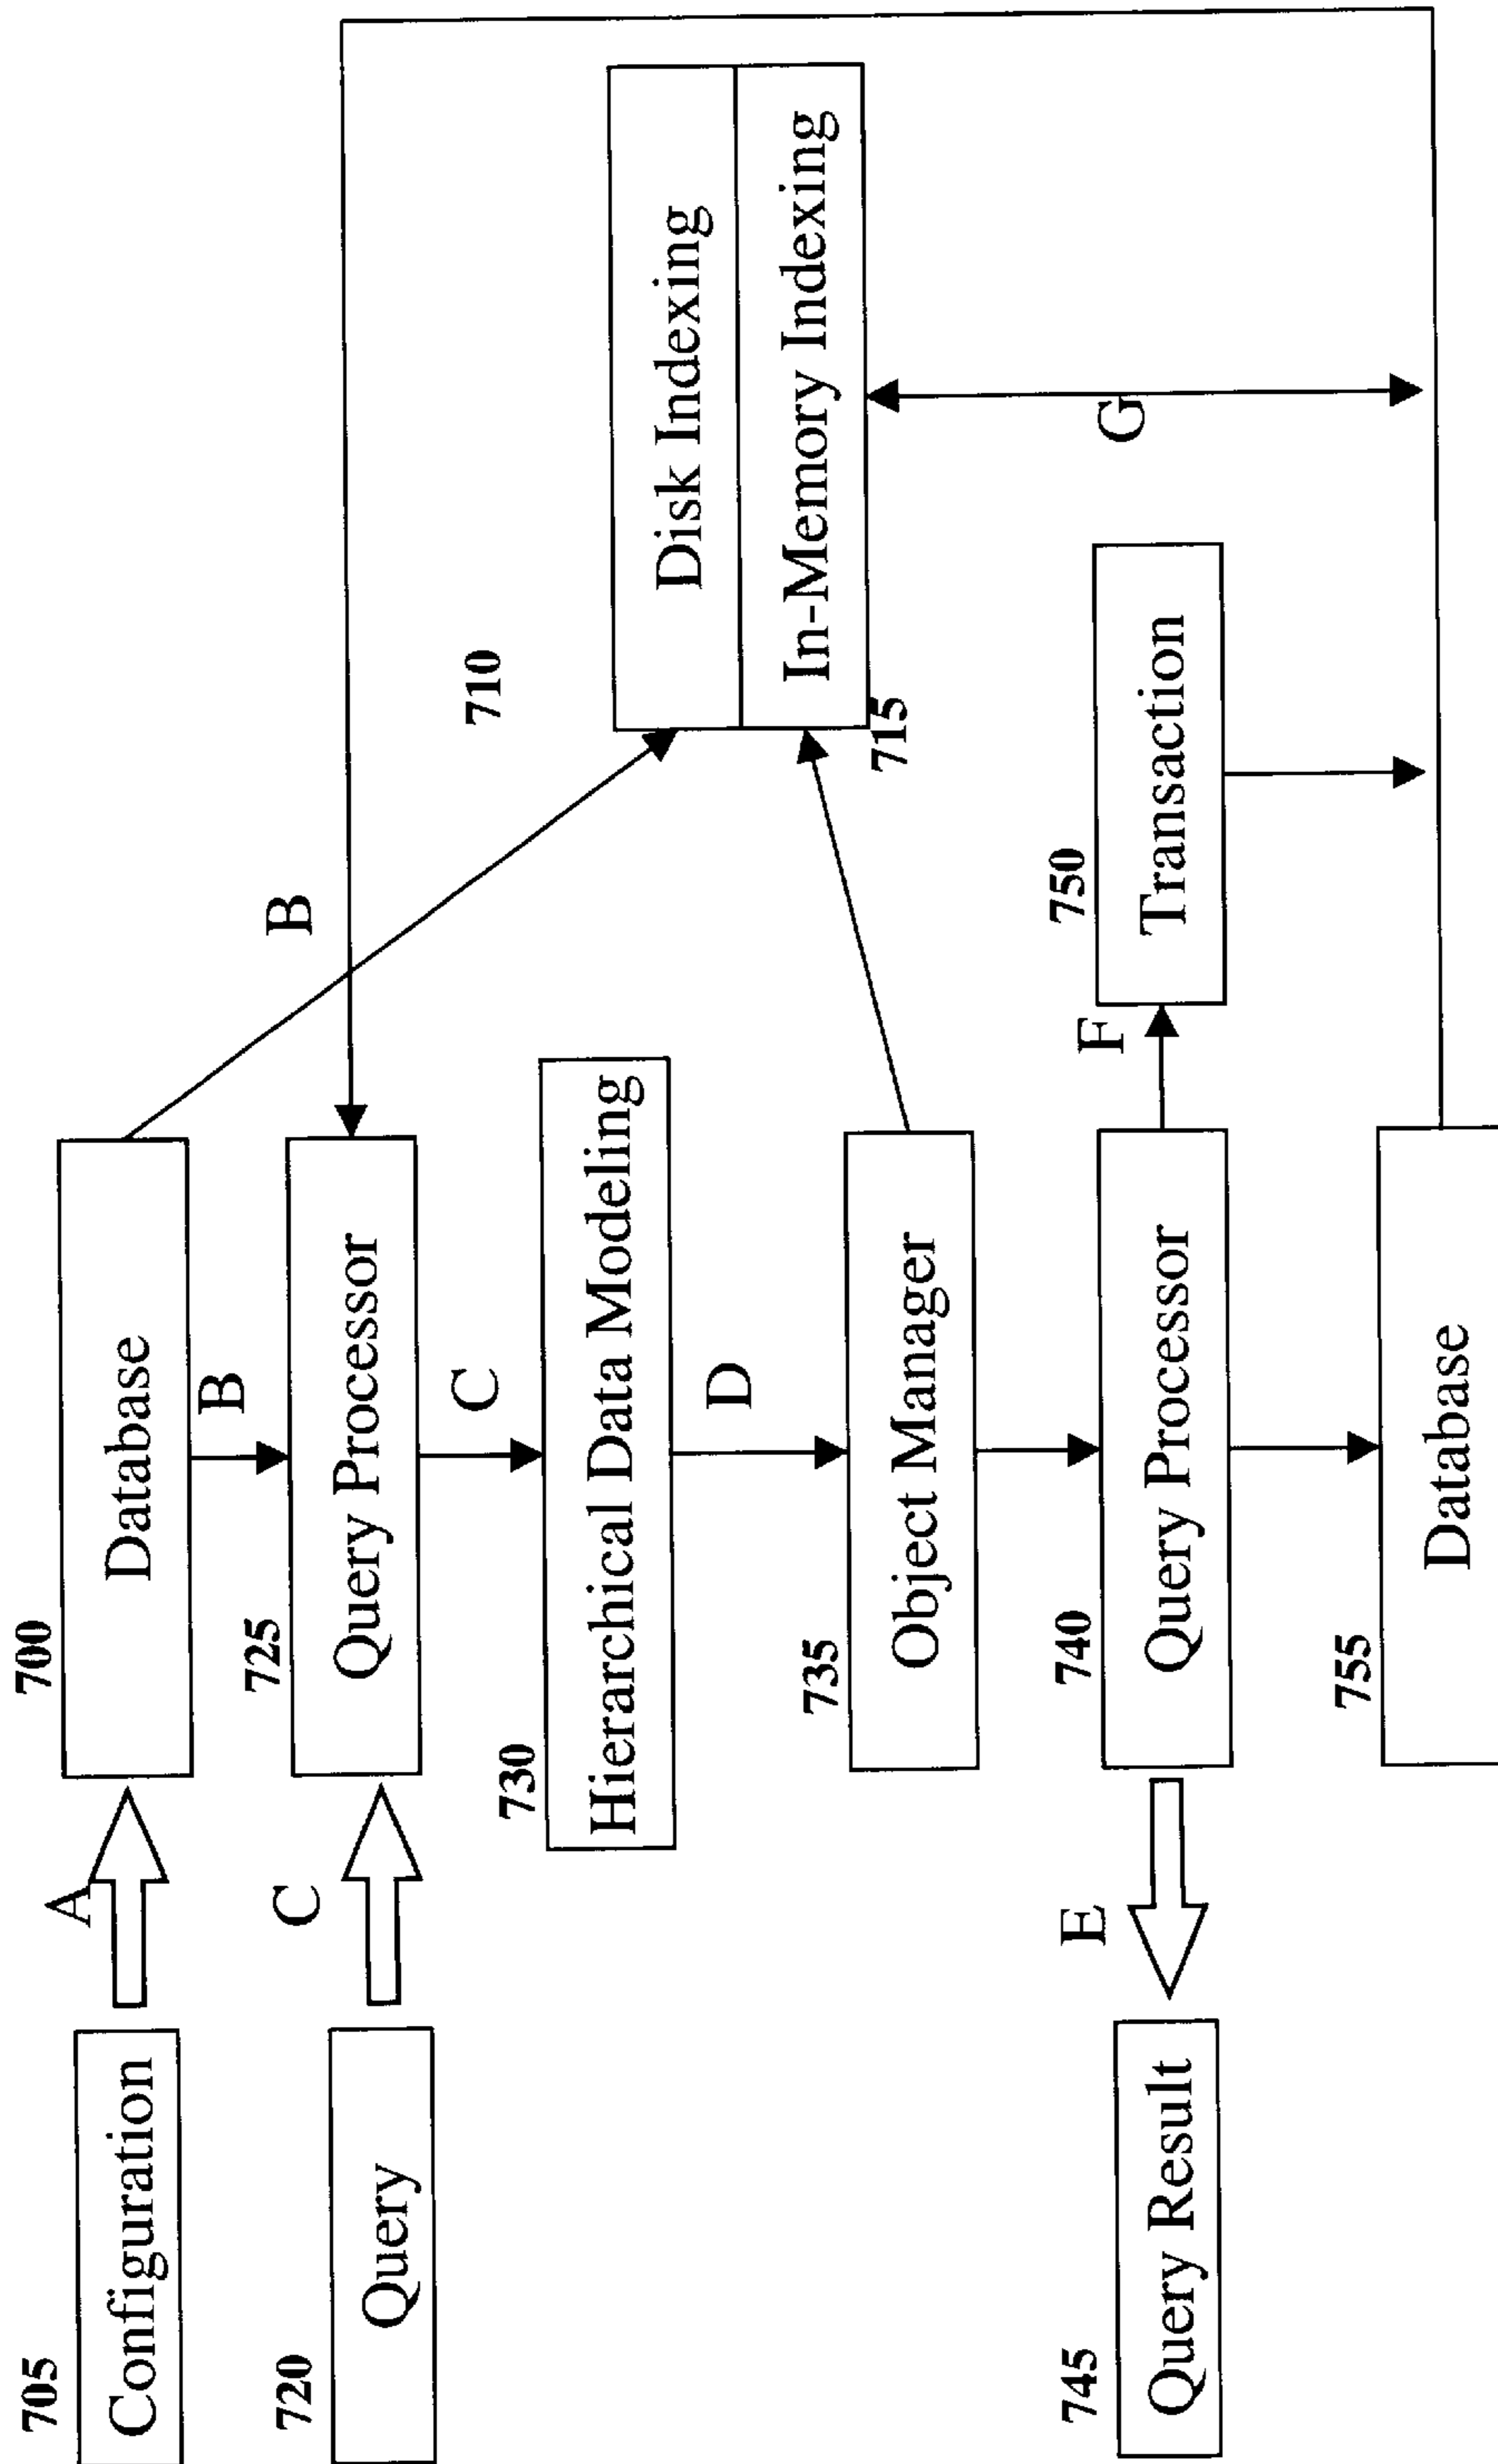 705
Configuration
A
700
Database
B
720
Query
C
725
Query Processor
B
C
730
Hierarchical Data Modeling
D
710
Disk Indexing
In-Memory Indexing
715
735
Object Manager
745
Query Result
E
740
Query Processor
F
750
Transaction
G
755
Database